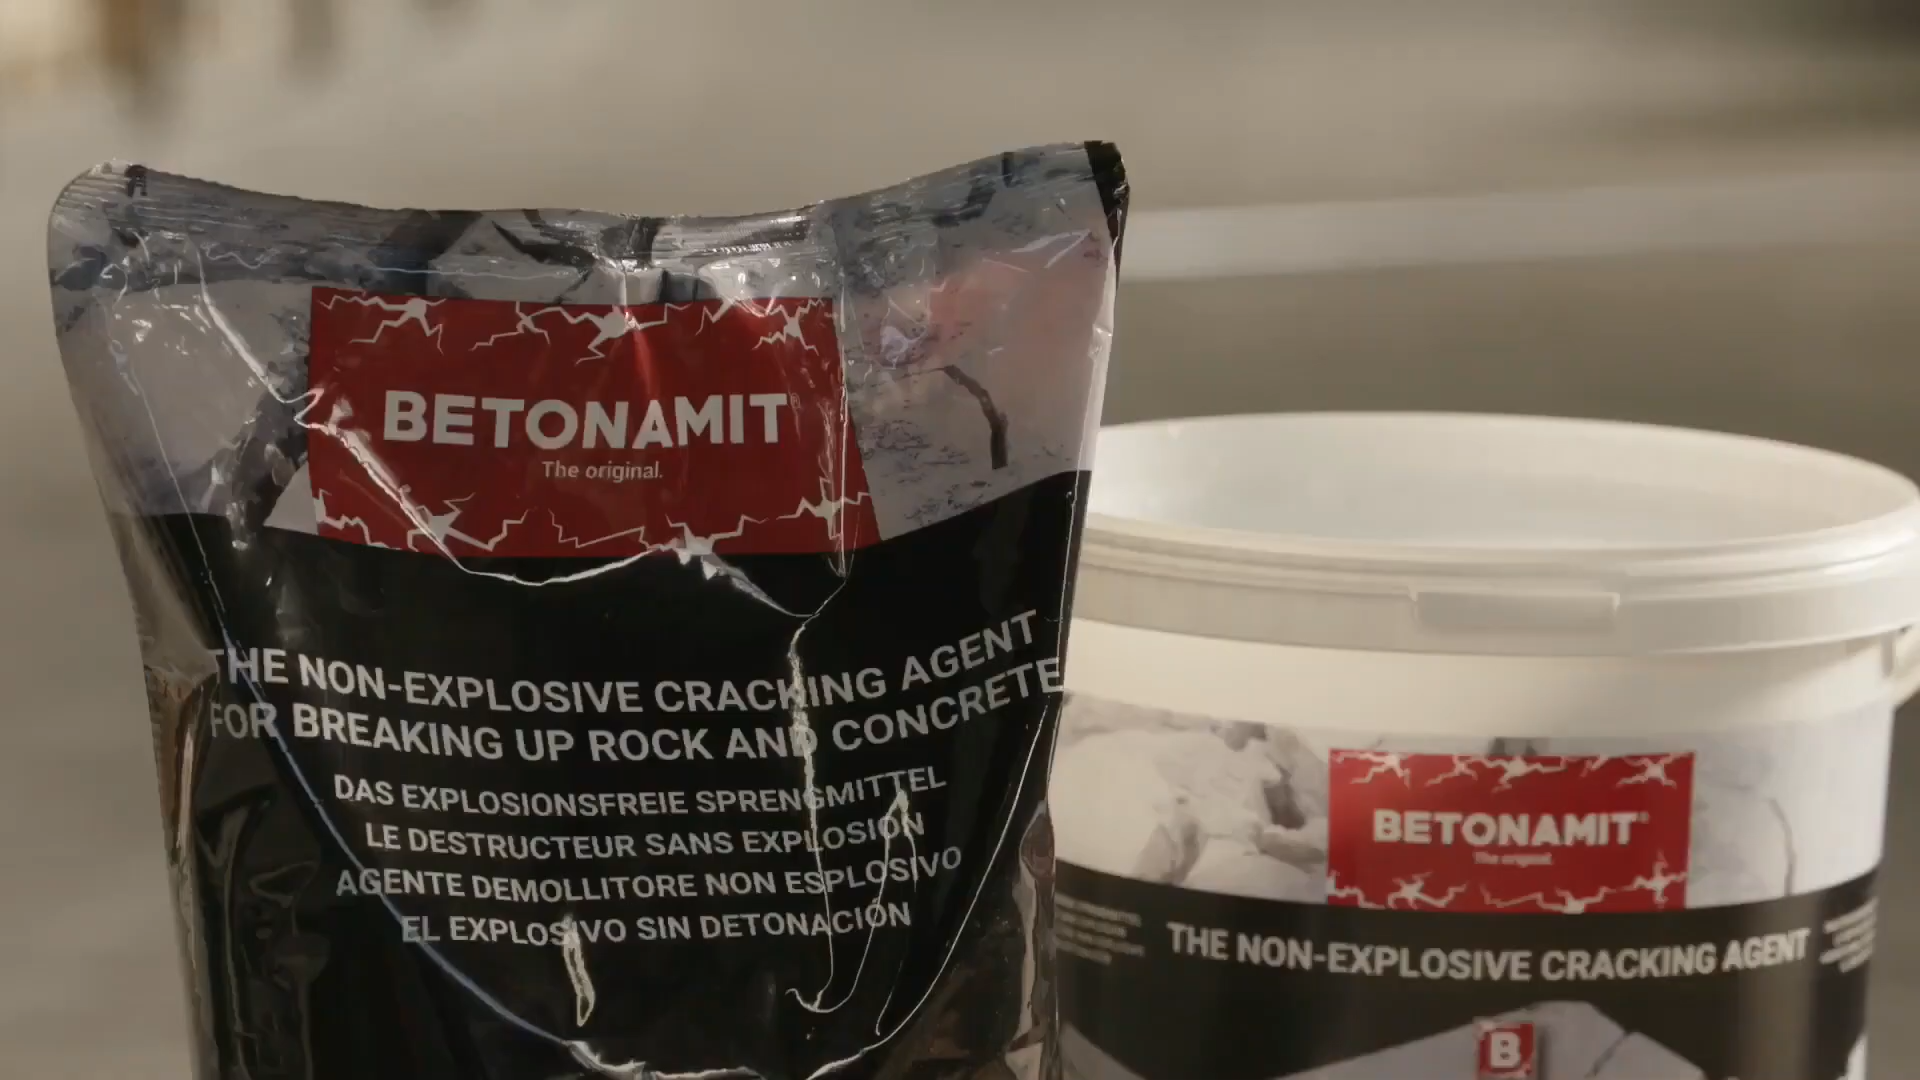 BETONAMIT®
The original.
THE NON-EXPLOSIVE CRACKING AGENT
FOR BREAKING UP ROCK AND CONCRETE
DAS EXPLOSIONSFREIE SPRENGMITTEL
LE DESTRUCTEUR SANS EXPLOSION
AGENTE DEMOLLITORE NON ESPLOSIVO
EL EXPLOSIVO SIN DETONACIÓN
BETONAMIT®
The original.
THE NON-EXPLOSIVE CRACKING AGENT
B